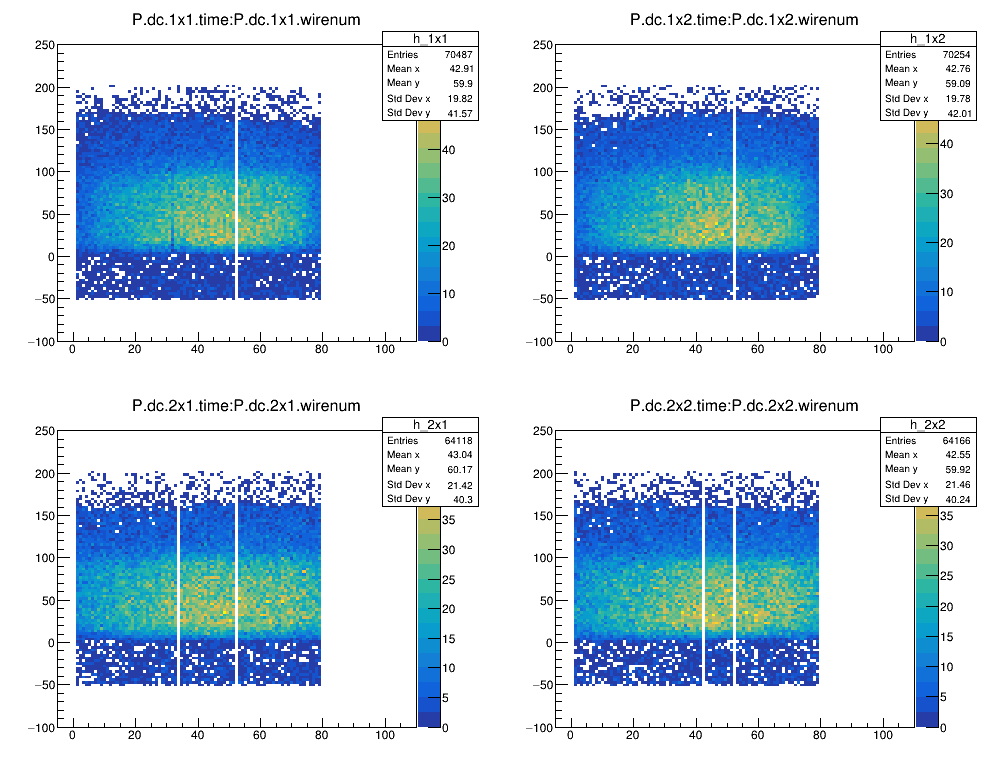 P.dc.1x1.time:P.dc.1x1.wirenum
h_1x1
Entries 70487
Mean x 42.91
Mean y 59.9
Std Dev x 19.82
Std Dev y 41.57
250
200
150
100
50
0
−50
−100
0 20 40 60 80 100
40
30
20
10
0
P.dc.1x2.time:P.dc.1x2.wirenum
h_1x2
Entries 70254
Mean x 42.76
Mean y 59.09
Std Dev x 19.78
Std Dev y 42.01
250
200
150
100
50
0
−50
−100
0 20 40 60 80 100
40
30
20
10
0
P.dc.2x1.time:P.dc.2x1.wirenum
h_2x1
Entries 64118
Mean x 43.04
Mean y 60.17
Std Dev x 21.42
Std Dev y 40.3
250
200
150
100
50
0
−50
−100
0 20 40 60 80 100
35
30
25
20
15
10
5
0
P.dc.2x2.time:P.dc.2x2.wirenum
h_2x2
Entries 64166
Mean x 42.55
Mean y 59.92
Std Dev x 21.46
Std Dev y 40.24
250
200
150
100
50
0
−50
−100
0 20 40 60 80 100
35
30
25
20
15
10
5
0